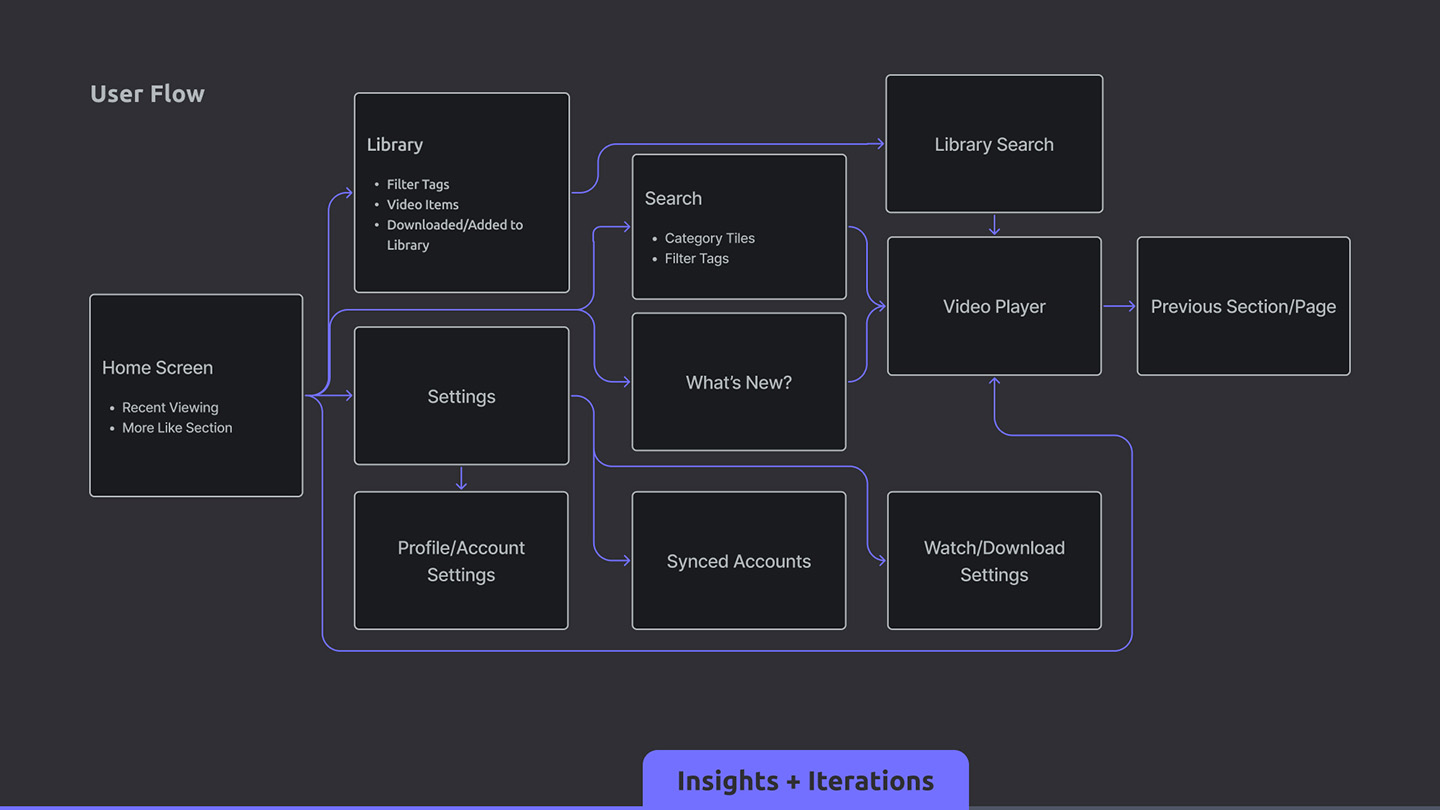 User Flow
Library
• Filter Tags
• Video Items
• Downloaded/Added to
Library
Library Search
Search
• Category Tiles
• Filter Tags
Home Screen
• Recent Viewing
• More Like Section
Settings
What’s New?
Video Player
Previous Section/Page
Profile/Account
Settings
Synced Accounts
Watch/Download
Settings
Insights + Iterations